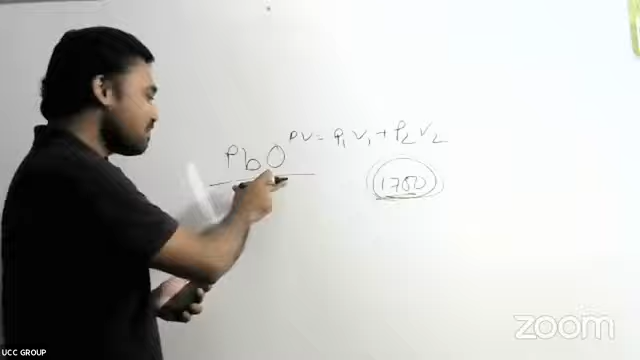 PV = P₁V₁ + P₂V₂
PbO
1780
UCC GROUP
zoom